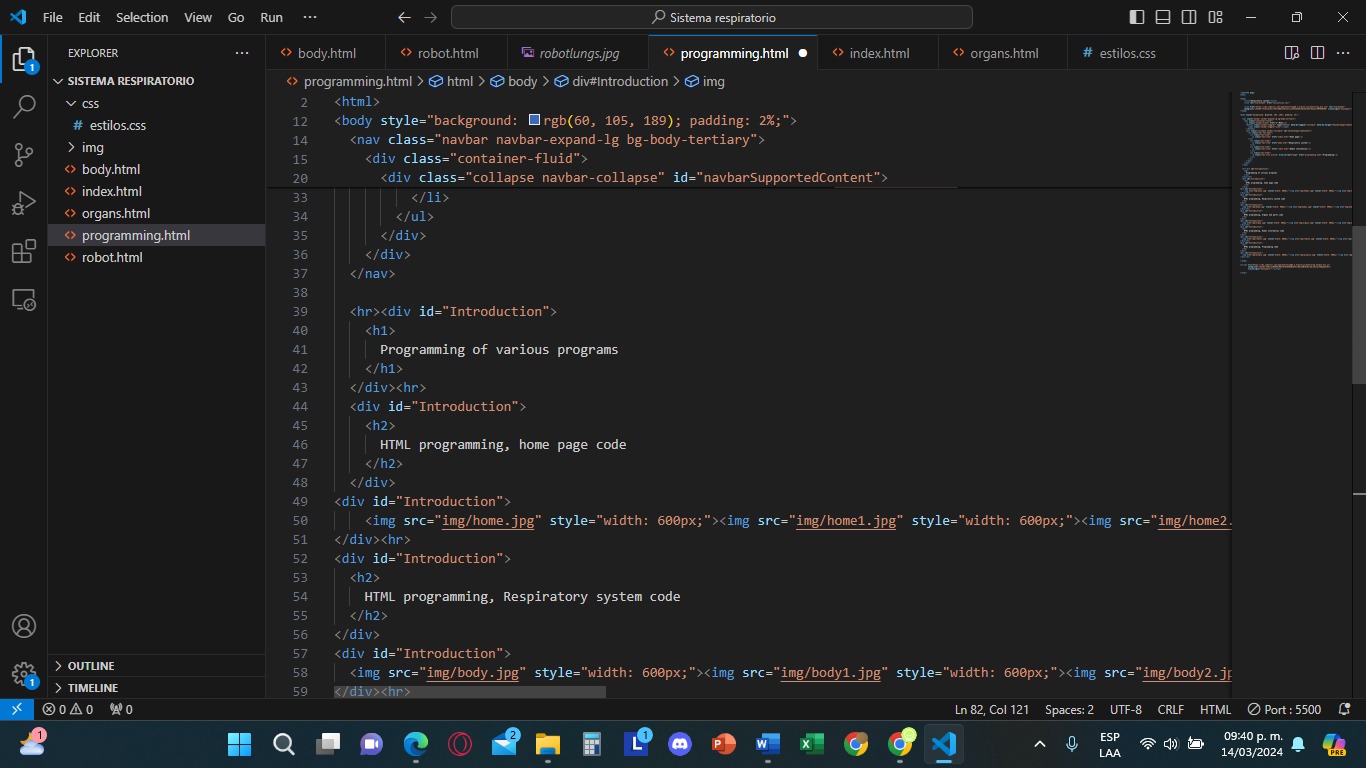 File Edit Selection View Go Run ··· Sistema respiratorio
EXPLORER ···
body.html robot.html robotlungs.jpg programming.html index.html organs.html # estilos.css ···
programming.html > html > body > div#Introduction > img
SISTEMA RESPIRATORIO
css
# estilos.css
img
body.html
index.html
organs.html
programming.html
robot.html
OUTLINE
TIMELINE
1
1
2 <html>
12 <body style="background: rgb(60, 105, 189); padding: 2%;">
14 <nav class="navbar navbar-expand-lg bg-body-tertiary">
15 <div class="container-fluid">
20 <div class="collapse navbar-collapse" id="navbarSupportedContent">
33 </li>
34 </ul>
35 </div>
36 </div>
37 </nav>
38
39 <hr><div id="Introduction">
40 <h1>
41 Programming of various programs
42 </h1>
43 </div><hr>
44 <div id="Introduction">
45 <h2>
46 HTML programming, home page code
47 </h2>
48 </div>
49 <div id="Introduction">
50 <img src="img/home.jpg" style="width: 600px;"><img src="img/home1.jpg" style="width: 600px;"><img src="img/home2.
51 </div><hr>
52 <div id="Introduction">
53 <h2>
54 HTML programming, Respiratory system code
55 </h2>
56 </div>
57 <div id="Introduction">
58 <img src="img/body.jpg" style="width: 600px;"><img src="img/body1.jpg" style="width: 600px;"><img src="img/body2.jp
59 </div><hr>
0 0 0 Ln 82, Col 121 Spaces: 2 UTF-8 CRLF HTML Port : 5500
1 2 L 1 P W X PRE
ESP
LAA
09:40 p. m.
14/03/2024